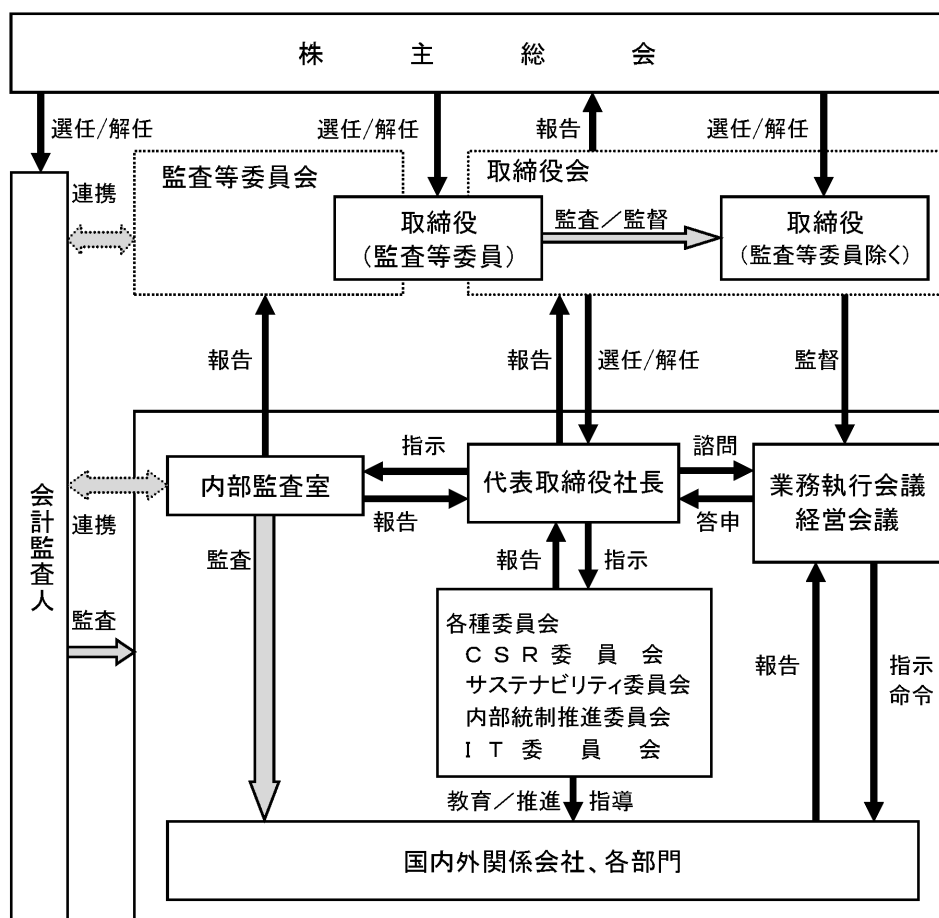 株主総会
選任/解任
選任/解任
報告
選任/解任
監査等委員会
取締役会
連携
取締役
(監査等委員)
監査／監督
取締役
(監査等委員除く)
報告
報告
選任/解任
監督
指示
諮問
内部監査室
代表取締役社長
業務執行会議
経営会議
連携
報告
答申
会計監査人
監査
報告
指示
監査
各種委員会
ＣＳＲ委員会
サステナビリティ委員会
内部統制推進委員会
ＩＴ委員会
報告
指示
命令
教育／推進
指導
国内外関係会社、各部門